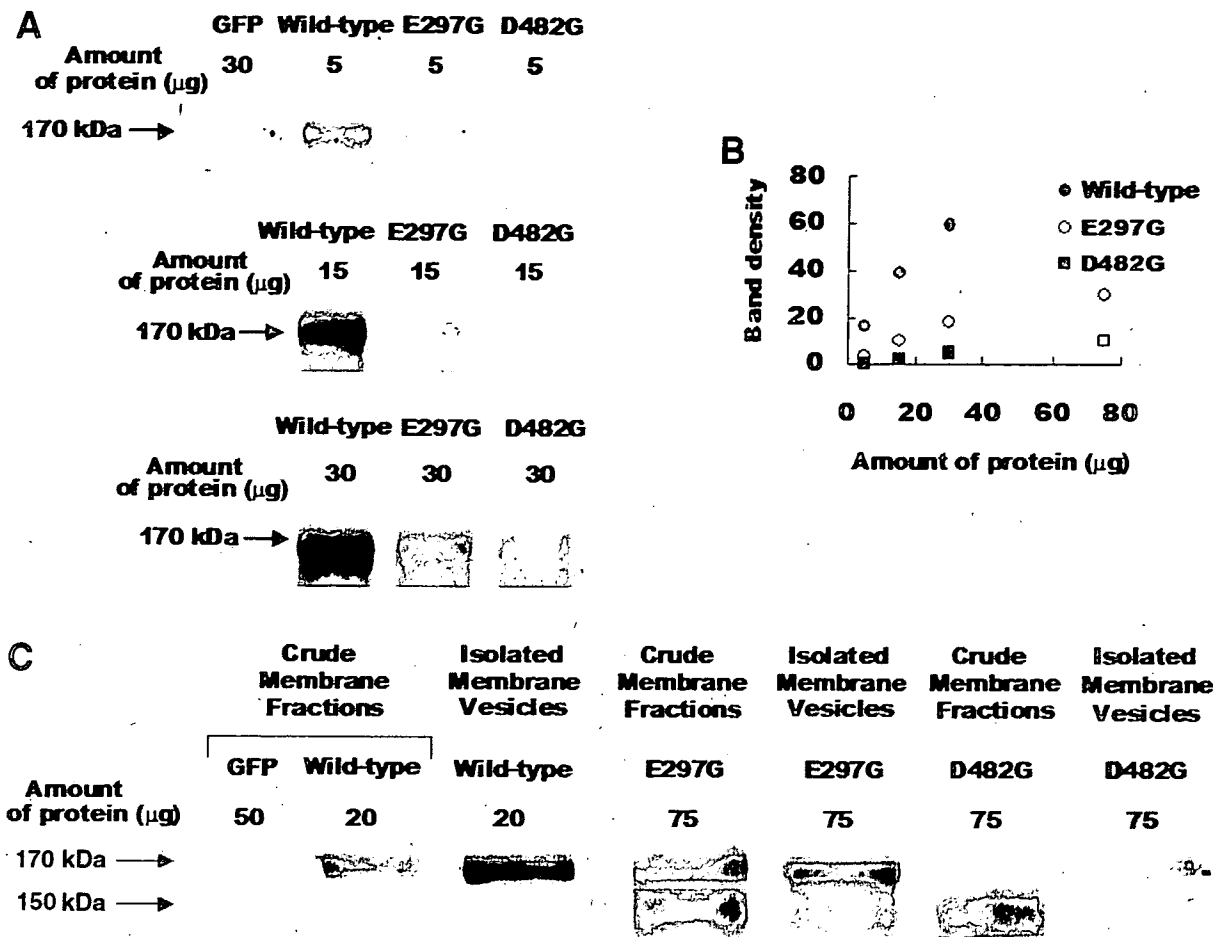 A
GFP Wild-type E297G D482G
Amount of protein (μg) 30 5 5 5
170 kDa
Wild-type E297G D482G
Amount of protein (μg) 15 15 15
170 kDa
Wild-type E297G D482G
Amount of protein (μg) 30 30 30
170 kDa
B
Band density
80
60
40
20
0
Wild-type
E297G
D482G
0 20 40 60 80
Amount of protein (μg)
C
Crude Membrane Fractions
Isolated Membrane Vesicles
Crude Membrane Fractions
Isolated Membrane Vesicles
Crude Membrane Fractions
Isolated Membrane Vesicles
GFP Wild-type Wild-type E297G E297G D482G D482G
Amount of protein (μg) 50 20 20 75 75 75 75
170 kDa
150 kDa